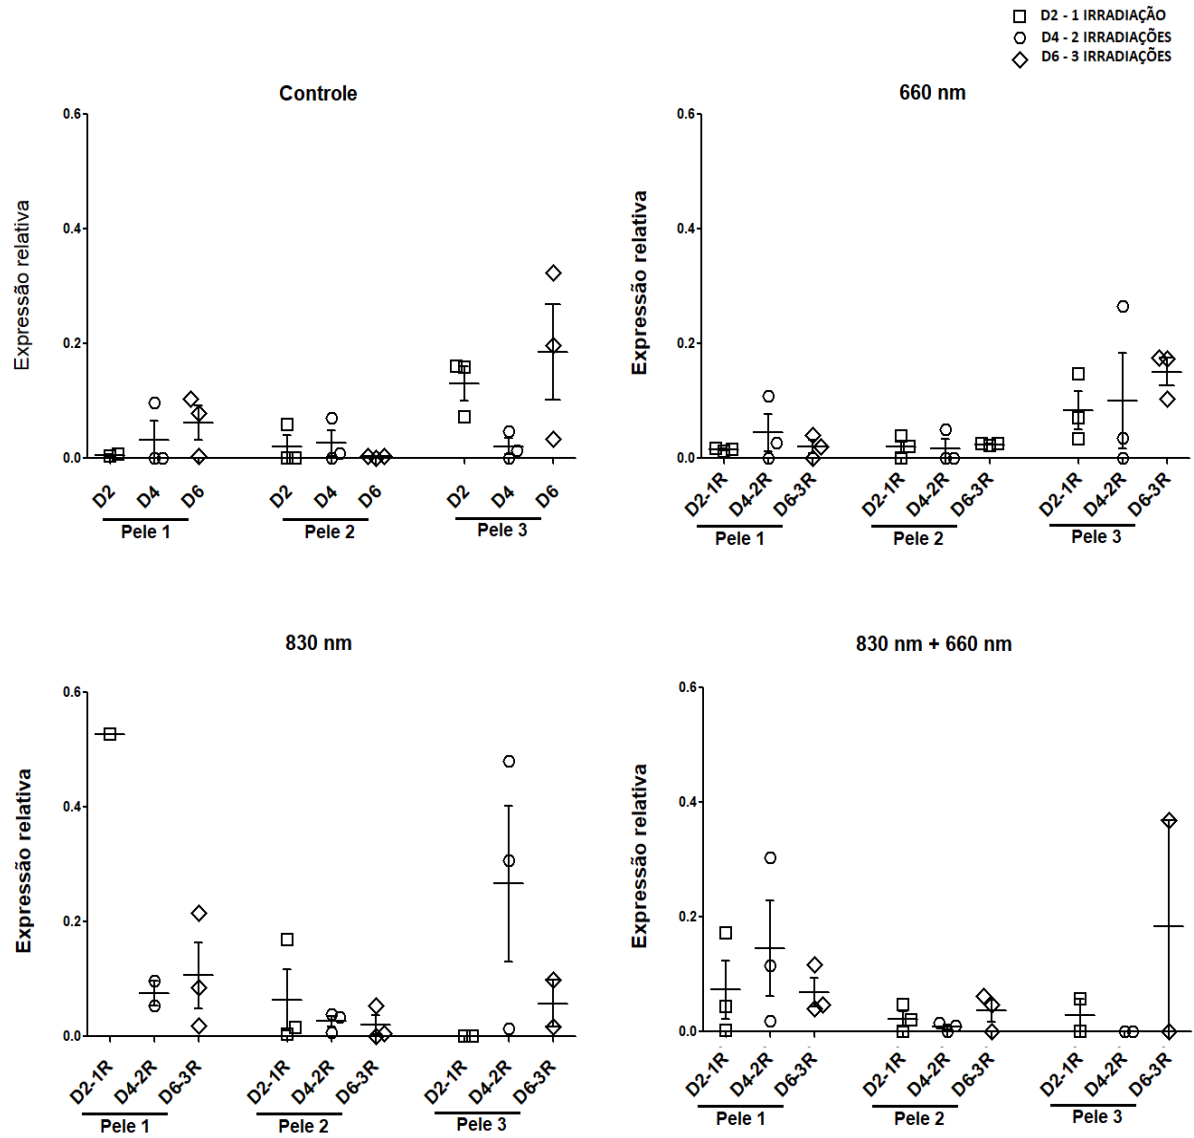 D2 - 1 IRRADIAÇÃO
D4 - 2 IRRADIAÇÕES
D6 - 3 IRRADIAÇÕES
Controle
0.6
0.4
0.2
0.0
Expressão relativa
D2 D4 D6 D2 D4 D6 D2 D4 D6
Pele 1 Pele 2 Pele 3
660 nm
0.6
0.4
0.2
0.0
Expressão relativa
D2-1R D4-2R D6-3R D2-1R D4-2R D6-3R D2-1R D4-2R D6-3R
Pele 1 Pele 2 Pele 3
830 nm
0.6
0.4
0.2
0.0
Expressão relativa
D2-1R D4-2R D6-3R D2-1R D4-2R D6-3R D2-1R D4-2R D6-3R
Pele 1 Pele 2 Pele 3
830 nm + 660 nm
0.6
0.4
0.2
0.0
Expressão relativa
D2-1R D4-2R D6-3R D2-1R D4-2R D6-3R D2-1R D4-2R D6-3R
Pele 1 Pele 2 Pele 3